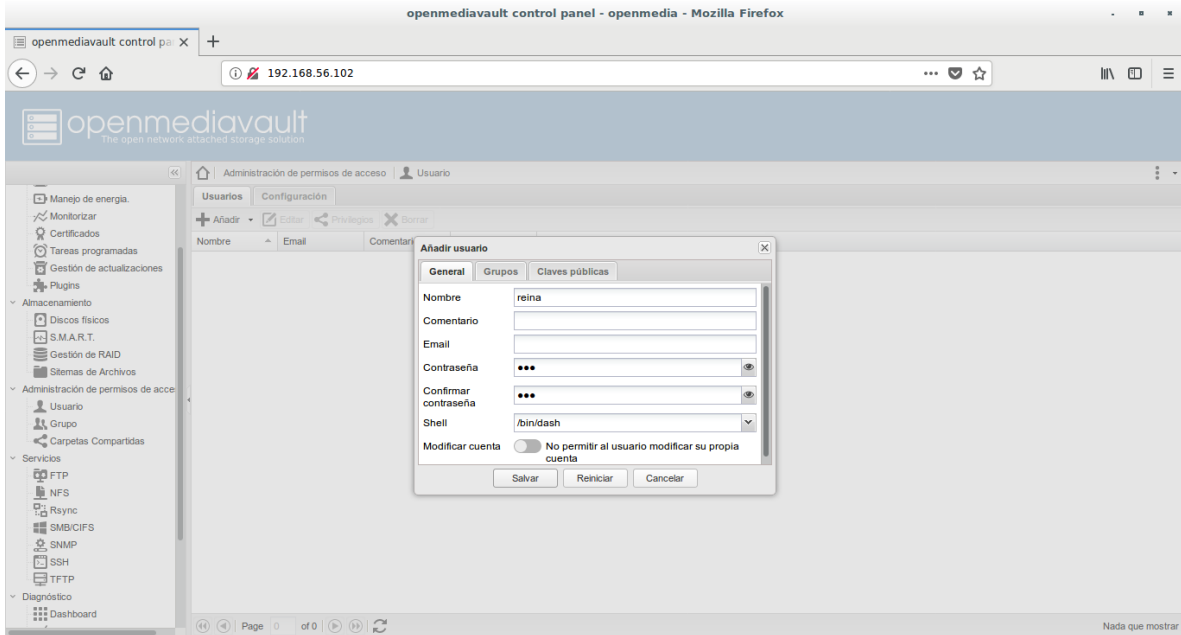 openmediavault control panel - openmedia - Mozilla Firefox
openmediavault control pa
192.168.56.102
openmediavault
The open network attached storage solution
Administración de permisos de acceso | Usuario
Manejo de energia.
Monitorizar
Certificados
Tareas programadas
Gestión de actualizaciones
Plugins
Almacenamiento
Discos físicos
S.M.A.R.T.
Gestión de RAID
Sitemas de Archivos
Administración de permisos de acce
Usuario
Grupo
Carpetas Compartidas
Servicios
FTP
NFS
Rsync
SMB/CIFS
SNMP
SSH
TFTP
Diagnóstico
Dashboard
Usuarios Configuración
Añadir Editar Privilegios Borrar
Nombre Email Comentari
Añadir usuario
General Grupos Claves públicas
Nombre reina
Comentario
Email
Contraseña •••
Confirmar contraseña •••
Shell /bin/dash
Modificar cuenta No permitir al usuario modificar su propia
cuenta
Salvar Reiniciar Cancelar
Page 0 of 0
Nada que mostrar